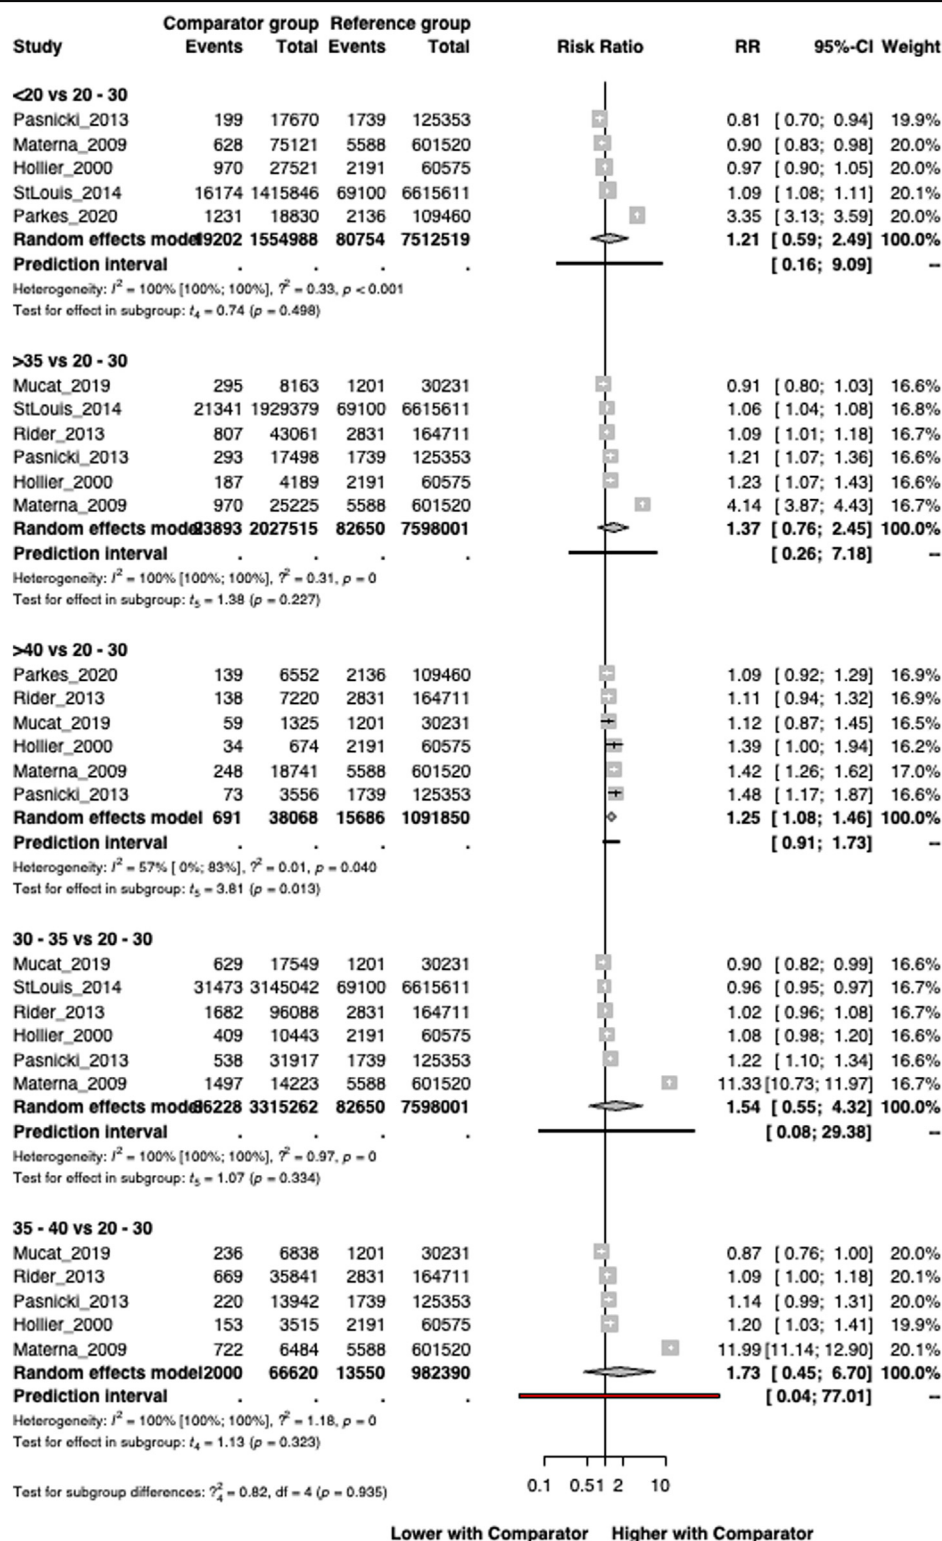 Comparator group Reference group
Study Events Total Events Total Risk Ratio RR 95%-CI Weight
<20 vs 20 - 30
Pasnicki_2013 199 17670 1739 125353 0.81 [ 0.70; 0.94] 19.9%
Materna_2009 628 75121 5588 601520 0.90 [ 0.83; 0.98] 20.0%
Hollier_2000 970 27521 2191 60575 0.97 [ 0.90; 1.05] 20.0%
StLouis_2014 16174 1415846 69100 6615611 1.09 [ 1.08; 1.11] 20.1%
Parkes_2020 1231 18830 2136 109460 3.35 [ 3.13; 3.59] 20.0%
Random effects model 19202 1554988 80754 7512519 1.21 [ 0.59; 2.49] 100.0%
Prediction interval . . . . [ 0.16; 9.09] --
Heterogeneity: I² = 100% [100%; 100%], ?² = 0.33, p < 0.001
Test for effect in subgroup: t₄ = 0.74 (p = 0.498)
>35 vs 20 - 30
Mucat_2019 295 8163 1201 30231 0.91 [ 0.80; 1.03] 16.6%
StLouis_2014 21341 1929379 69100 6615611 1.06 [ 1.04; 1.08] 16.8%
Rider_2013 807 43061 2831 164711 1.09 [ 1.01; 1.18] 16.7%
Pasnicki_2013 293 17498 1739 125353 1.21 [ 1.07; 1.36] 16.6%
Hollier_2000 187 4189 2191 60575 1.23 [ 1.07; 1.43] 16.6%
Materna_2009 970 25225 5588 601520 4.14 [ 3.87; 4.43] 16.7%
Random effects model 23893 2027515 82650 7598001 1.37 [ 0.76; 2.45] 100.0%
Prediction interval . . . . [ 0.26; 7.18] --
Heterogeneity: I² = 100% [100%; 100%], ?² = 0.31, p = 0
Test for effect in subgroup: t₅ = 1.38 (p = 0.227)
>40 vs 20 - 30
Parkes_2020 139 6552 2136 109460 1.09 [ 0.92; 1.29] 16.9%
Rider_2013 138 7220 2831 164711 1.11 [ 0.94; 1.32] 16.7%
Mucat_2019 59 1325 1201 30231 1.12 [ 0.87; 1.45] 16.5%
Hollier_2000 34 674 2191 60575 1.39 [ 1.00; 1.94] 16.2%
Materna_2009 248 18741 5588 601520 1.42 [ 1.26; 1.62] 17.0%
Pasnicki_2013 73 3556 1739 125353 1.48 [ 1.17; 1.87] 16.6%
Random effects model 691 38068 15686 1091850 1.25 [ 1.08; 1.46] 100.0%
Prediction interval . . . . [ 0.91; 1.73] --
Heterogeneity: I² = 57% [ 0%; 83%], ?² = 0.01, p = 0.040
Test for effect in subgroup: t₅ = 3.81 (p = 0.013)
30 - 35 vs 20 - 30
Mucat_2019 629 17549 1201 30231 0.90 [ 0.82; 0.99] 16.6%
StLouis_2014 31473 3145042 69100 6615611 0.96 [ 0.95; 0.97] 16.7%
Rider_2013 1682 96088 2831 164711 1.02 [ 0.96; 1.08] 16.7%
Hollier_2000 409 10443 2191 60575 1.08 [ 0.98; 1.20] 16.6%
Pasnicki_2013 538 31917 1739 125353 1.22 [ 1.10; 1.34] 16.6%
Materna_2009 1497 14223 5588 601520 11.33 [10.73; 11.97] 16.7%
Random effects model 36228 3315262 82650 7598001 1.54 [ 0.55; 4.32] 100.0%
Prediction interval . . . . [ 0.08; 29.38] --
Heterogeneity: I² = 100% [100%; 100%], ?² = 0.97, p = 0
Test for effect in subgroup: t₅ = 1.07 (p = 0.334)
35 - 40 vs 20 - 30
Mucat_2019 236 6838 1201 30231 0.87 [ 0.76; 1.00] 20.0%
Rider_2013 669 35841 2831 164711 1.09 [ 1.00; 1.18] 20.1%
Pasnicki_2013 220 13942 1739 125353 1.14 [ 0.99; 1.31] 20.0%
Hollier_2000 153 3515 2191 60575 1.20 [ 1.03; 1.41] 19.9%
Materna_2009 722 6484 5588 601520 11.99 [11.14; 12.90] 20.1%
Random effects model 2000 66620 13550 982390 1.73 [ 0.45; 6.70] 100.0%
Prediction interval . . . . [ 0.04; 77.01] --
Heterogeneity: I² = 100% [100%; 100%], ?² = 1.18, p = 0
Test for effect in subgroup: t₄ = 1.13 (p = 0.323)
0.1 0.5 1 2 10
Test for subgroup differences: ?²₄ = 0.82, df = 4 (p = 0.935)
Lower with Comparator Higher with Comparator